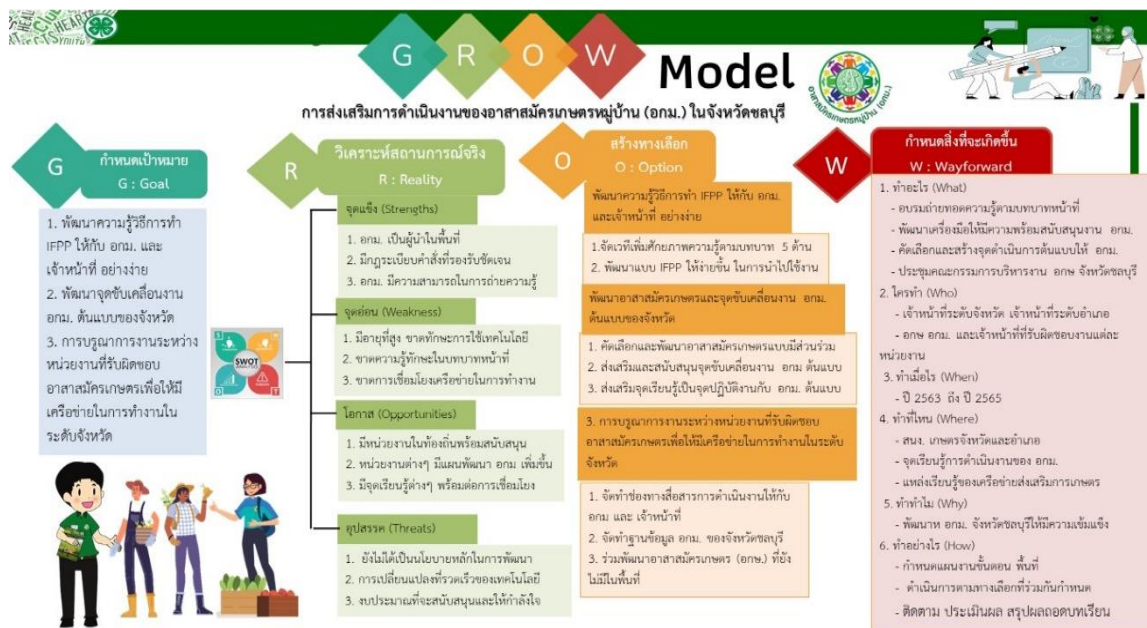 HEARTS
CLUB
YOUTH
G R O W
Model
การส่งเสริมการดำเนินงานของอาสาสมัครเกษตรหมู่บ้าน (อกม.) ในจังหวัดชลบุรี
อาสาสมัครเกษตรหมู่บ้าน (อกม.)
G
กำหนดเป้าหมาย
G : Goal
1. พัฒนาความรู้วิธีการทำ
IFPP ให้กับ อกม. และ
เจ้าหน้าที่ อย่างง่าย
2. พัฒนาจุดขับเคลื่อนงาน
อกม. ต้นแบบของจังหวัด
3. การบูรณาการงานระหว่าง
หน่วยงานที่รับผิดชอบ
อาสาสมัครเกษตรเพื่อให้มี
เครือข่ายในการทำงานใน
ระดับจังหวัด
R
วิเคราะห์สถานการณ์จริง
R : Reality
SWOT
จุดแข็ง (Strengths)
1. อกม. เป็นผู้นำในพื้นที่
2. มีกฎระเบียบคำสั่งที่รองรับชัดเจน
3. อกม. มีความสามารถในการถ่ายความรู้
จุดอ่อน (Weakness)
1. มีอายุที่สูง ขาดทักษะการใช้เทคโนโลยี
2. ขาดความรู้ทักษะในบทบาทหน้าที่
3. ขาดการเชื่อมโยงเครือข่ายในการทำงาน
โอกาส (Opportunities)
1. มีหน่วยงานในท้องถิ่นพร้อมสนับสนุน
2. หน่วยงานต่างๆ มีแผนพัฒนา อกม เพิ่มขึ้น
3. มีจุดเรียนรู้ต่างๆ พร้อมต่อการเชื่อมโยง
อุปสรรค (Threats)
1. ยังไม่ได้เป็นนโยบายหลักในการพัฒนา
2. การเปลี่ยนแปลงที่รวดเร็วของเทคโนโลยี
3. งบประมาณที่จะสนับสนุนและให้กำลังใจ
O
สร้างทางเลือก
O : Option
พัฒนาความรู้วิธีการทำ IFPP ให้กับ อกม.
และเจ้าหน้าที่ อย่างง่าย
1.จัดเวทีเพิ่มศักยภาพความรู้ตามบทบาท 5 ด้าน
2. พัฒนาแบบ IFPP ให้ง่ายขึ้น ในการนำไปใช้งาน
พัฒนาอาสาสมัครเกษตรและจุดขับเคลื่อนงาน อกม.
ต้นแบบของจังหวัด
1. คัดเลือกและพัฒนาอาสาสมัครเกษตรแบบมีส่วนร่วม
2. ส่งเสริมและสนับสนุนจุดขับเคลื่อนงาน อกม ต้นแบบ
3. ส่งเสริมจุดเรียนรู้เป็นจุดปฏิบัติงานกับ อกม. ต้นแบบ
3. การบูรณาการงานระหว่างหน่วยงานที่รับผิดชอบ
อาสาสมัครเกษตรเพื่อให้มีเครือข่ายในการทำงานในระดับ
จังหวัด
1. จัดทำช่องทางสื่อสารการดำเนินงานให้กับ
อกม และ เจ้าหน้าที่
2. จัดทำฐานข้อมูล อกม. ของจังหวัดชลบุรี
3. ร่วมพัฒนาอาสาสมัครเกษตร (อกษ.) ที่ยัง
ไม่มีในพื้นที่
W
กำหนดสิ่งที่จะเกิดขึ้น
W : Wayforward
1. ทำอะไร (What)
- อบรมถ่ายทอดความรู้ตามบทบาทหน้าที่
- พัฒนาเครื่องมือให้มีความพร้อมสนับสนุนงาน อกม.
- คัดเลือกและสร้างจุดดำเนินการต้นแบบให้ อกม.
- ประชุมคณะกรรมการบริหารงาน อกษ จังหวัดชลบุรี
2. ใครทำ (Who)
- เจ้าหน้าที่ระดับจังหวัด เจ้าหน้าที่ระดับอำเภอ
- อกษ อกม. และเจ้าหน้าที่ที่รับผิดชอบงานแต่ละ
หน่วยงาน
3. ทำเมื่อไร (When)
- ปี 2563 ถึง ปี 2565
4. ทำที่ไหน (Where)
- สนง. เกษตรจังหวัดและอำเภอ
- จุดเรียนรู้การดำเนินงานของ อกม.
- แหล่งเรียนรู้ของเครือข่ายส่งเสริมการเกษตร
5. ทำทำไม (Why)
- พัฒนาห อกม. จังหวัดชลบุรีให้มีความเข้มแข็ง
6. ทำอย่างไร (How)
- กำหนดแผนงานขั้นตอน พื้นที่
- ดำเนินการตามทางเลือกที่ร่วมกันกำหนด
- ติดตาม ประเมินผล สรุปผลถอดบทเรียน